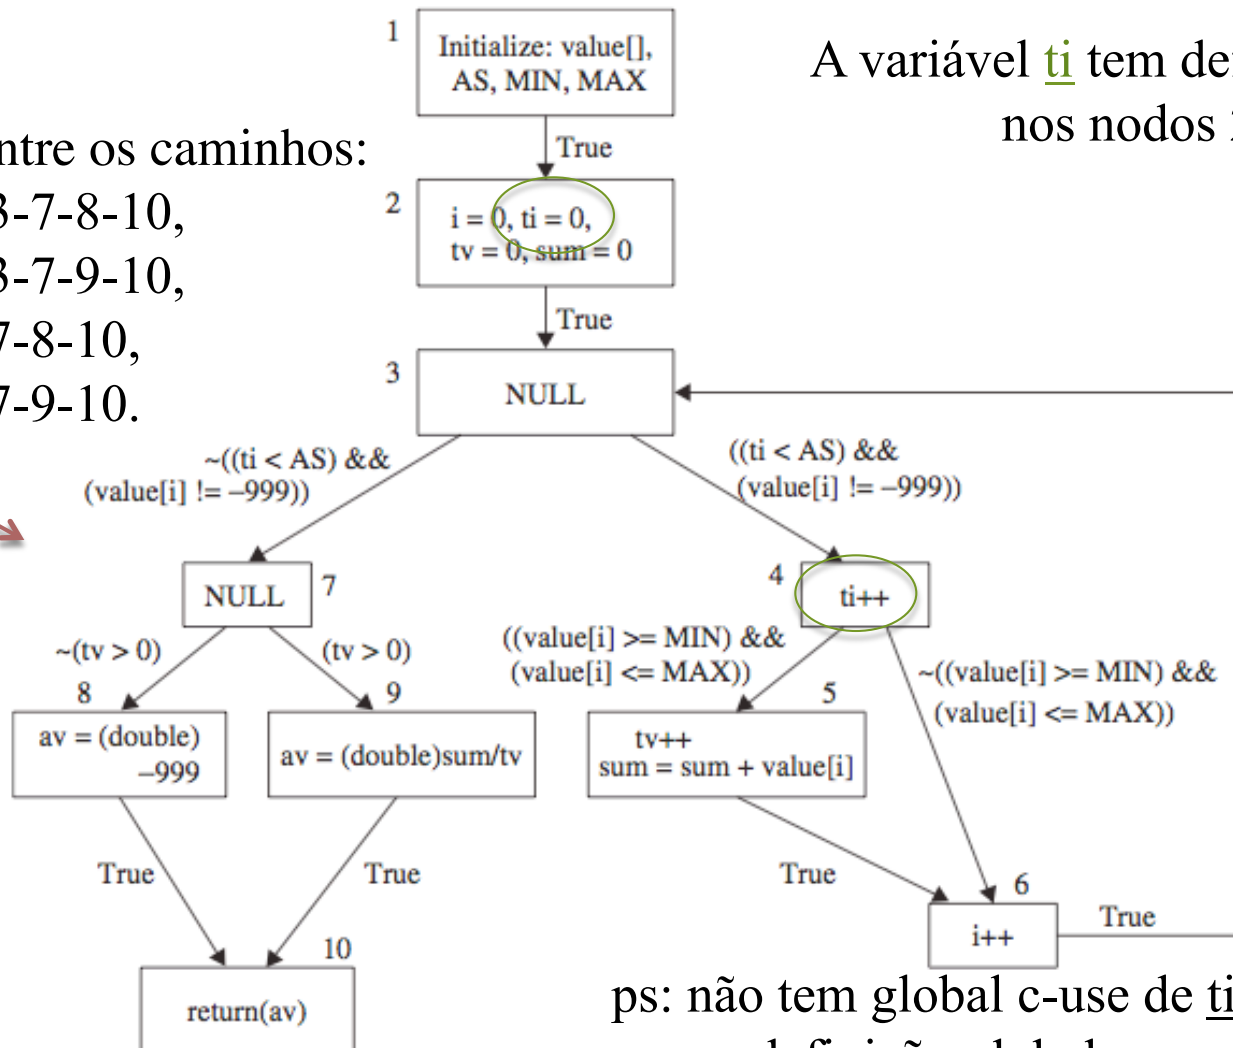 1
Initialize: value[],
AS, MIN, MAX
A variável ti tem
nos nodos
True
os caminhos:
3-7-8-10,
3-7-9-10,
7-8-10,
7-9-10.
2
i = 0, ti = 0,
tv = 0, sum = 0
True
3
NULL
~((ti < AS) &&
(value[i] != –999))
((ti < AS) &&
(value[i] != –999))
NULL
7
4
ti++
~(tv > 0)
(tv > 0)
((value[i] >= MIN) &&
(value[i] <= MAX))
~((value[i] >= MIN) &&
(value[i] <= MAX))
8
9
5
av = (double)
–999
av = (double)sum/tv
tv++
sum = sum + value[i]
True
True
True
6
i++
True
10
return(av)
ps: não tem global c-use de ti